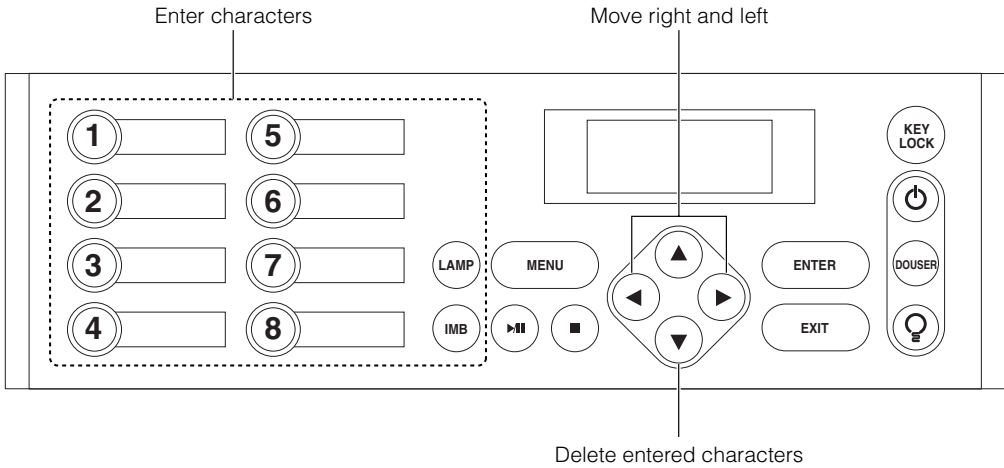 Enter characters
Move right and left
1
5
2
6
3
7
4
8
LAMP
MENU
IMB
ENTER
EXIT
KEY
LOCK
DOUSER
Delete entered characters